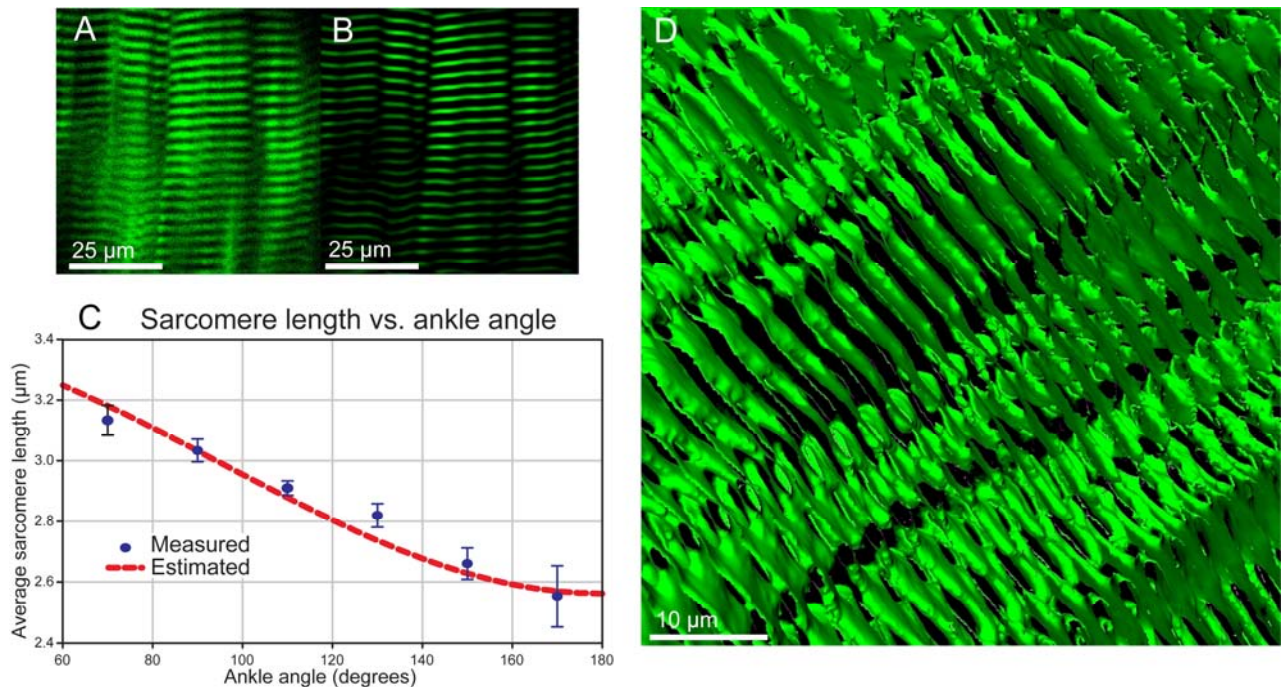 A
B
D
25 µm
25 µm
C Sarcomere length vs. ankle angle
3.4
3.2
3.0
2.8
2.6
2.4
Average sarcomere length (µm)
Measured
Estimated
60 80 100 120 140 160 180
Ankle angle (degrees)
10 µm